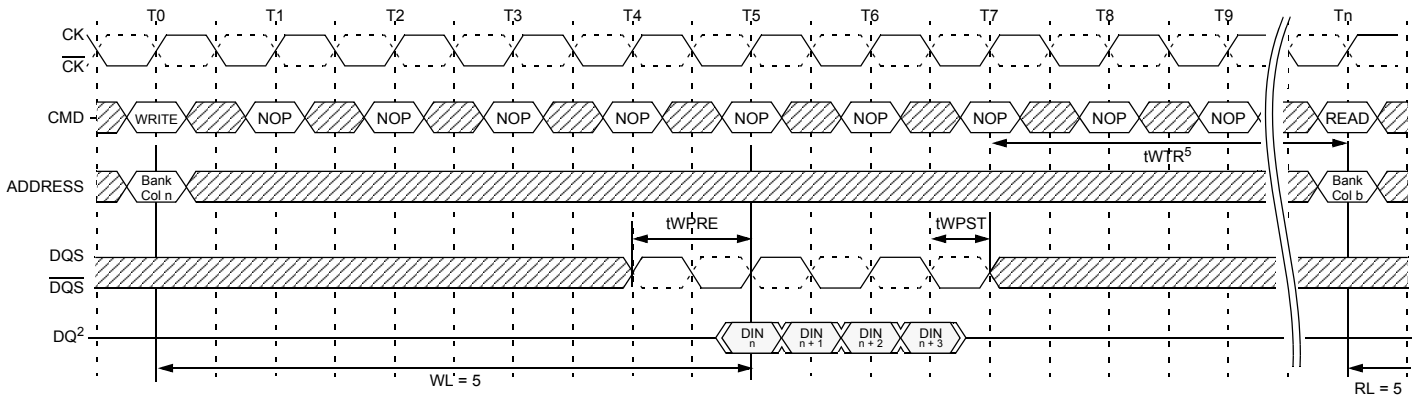 T0 T1 T2 T3 T4 T5 T6 T7 T8 T9 Tn
CK
CK
CMD WRITE NOP NOP NOP NOP NOP NOP NOP NOP NOP READ
tWTR5
ADDRESS Bank Col n Bank Col b
tWPRE tWPST
DQS
DQS
DQ2 DIN n DIN n + 1 DIN n + 2 DIN n + 3
WL = 5
RL = 5